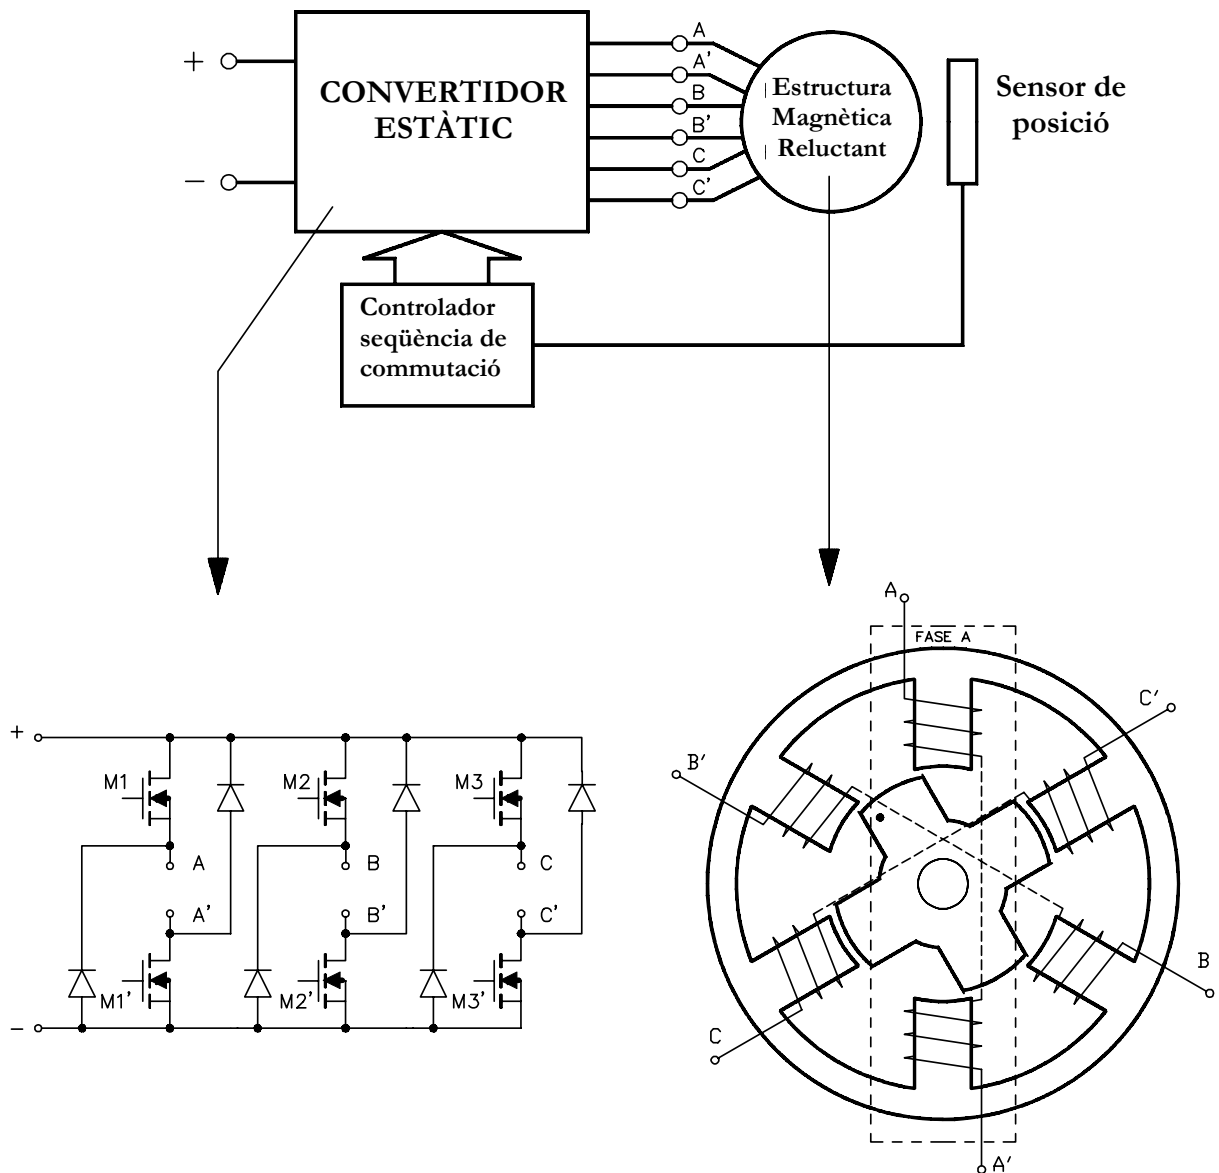 A
A'
B
B'
C
C'
+
−
CONVERTIDOR
ESTÀTIC
Estructura
Magnètica
Reluctant
Sensor de
posició
Controlador
seqüència de
commutació
A
FASE A
C'
B'
B
C
A'
+
M1
M2
M3
A
B
C
A'
B'
C'
M1'
M2'
M3'
−